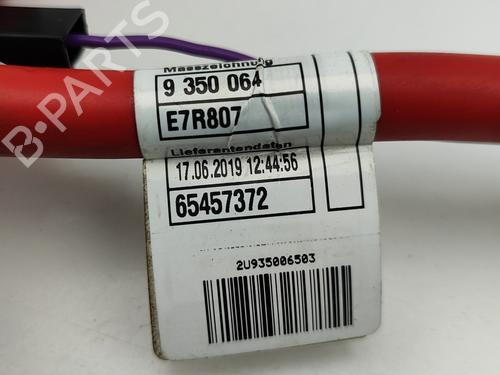 Masszeichnung
9 350 064
E7R807
Lieferantendaten
17.06.2019 12:44:56
65457372
2U935006503
B-PARTS